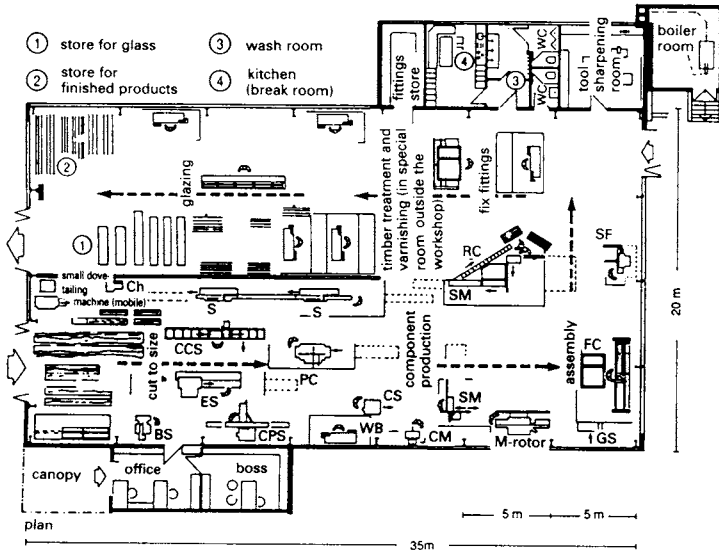 1 store for glass
2 store for
finished products
3 wash room
4 kitchen
(break room)
fittings
store
4
3
WC
WC
tool
sharpening
room
boiler
room
2
1
glazing
timber treatment and
varnishing (in special
room outside the
workshop)
fix fittings
small dove-
tailing
machine (mobile)
Ch
S
S
RC
SM
SF
20 m
cut to size
CCS
PC
component
production
assembly
FC
ES
CS
SM
BS
CPS
WB
CM
M-rotor
GS
canopy
office
boss
plan
5 m
5 m
35m